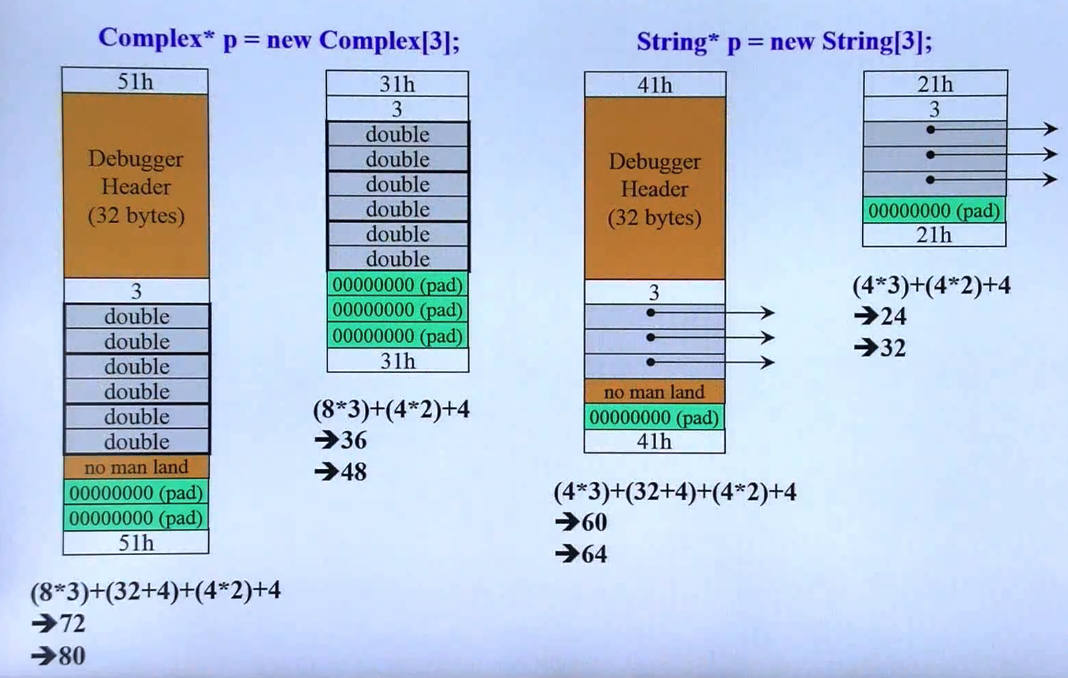 Complex* p = new Complex[3];
51h
Debugger
Header
(32 bytes)
3
double
double
double
double
double
double
no man land
00000000 (pad)
00000000 (pad)
51h
(8*3)+(32+4)+(4*2)+4
➔72
➔80
31h
3
double
double
double
double
double
double
00000000 (pad)
00000000 (pad)
00000000 (pad)
31h
(8*3)+(4*2)+4
➔36
➔48
String* p = new String[3];
41h
Debugger
Header
(32 bytes)
3
no man land
00000000 (pad)
41h
(4*3)+(32+4)+(4*2)+4
➔60
➔64
21h
3
00000000 (pad)
21h
(4*3)+(4*2)+4
➔24
➔32